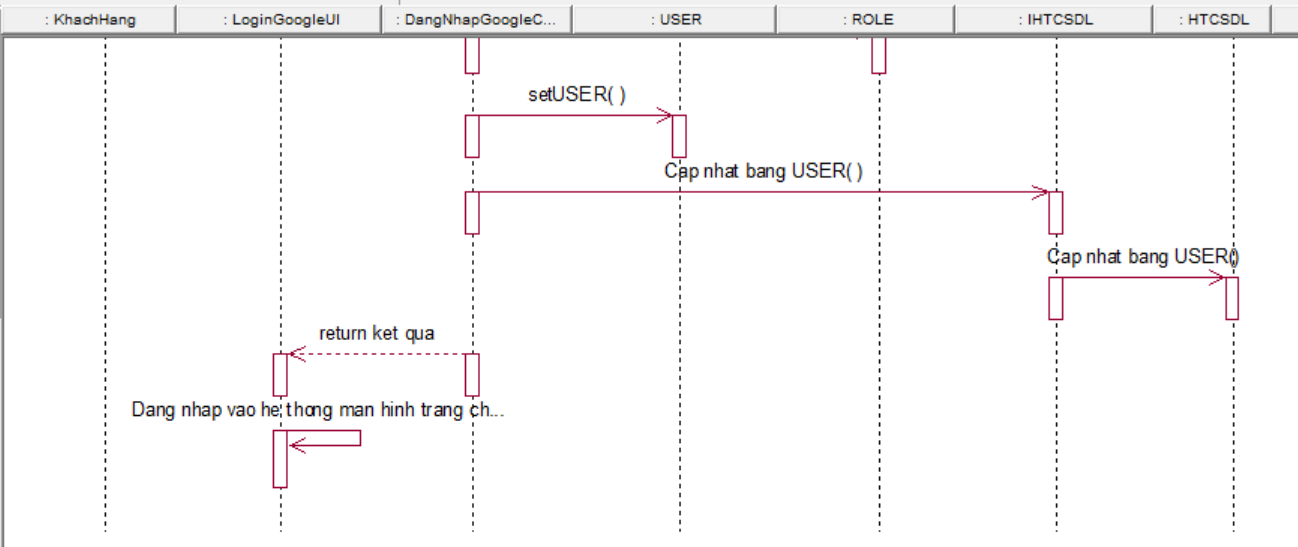 : KhachHang
: LoginGoogleUI
: DangNhapGoogleC...
: USER
: ROLE
: IHTCSDL
: HTCSDL
setUSER( )
Cap nhat bang USER( )
Cap nhat bang USER()
return ket qua
Dang nhap vao he thong man hinh trang ch...